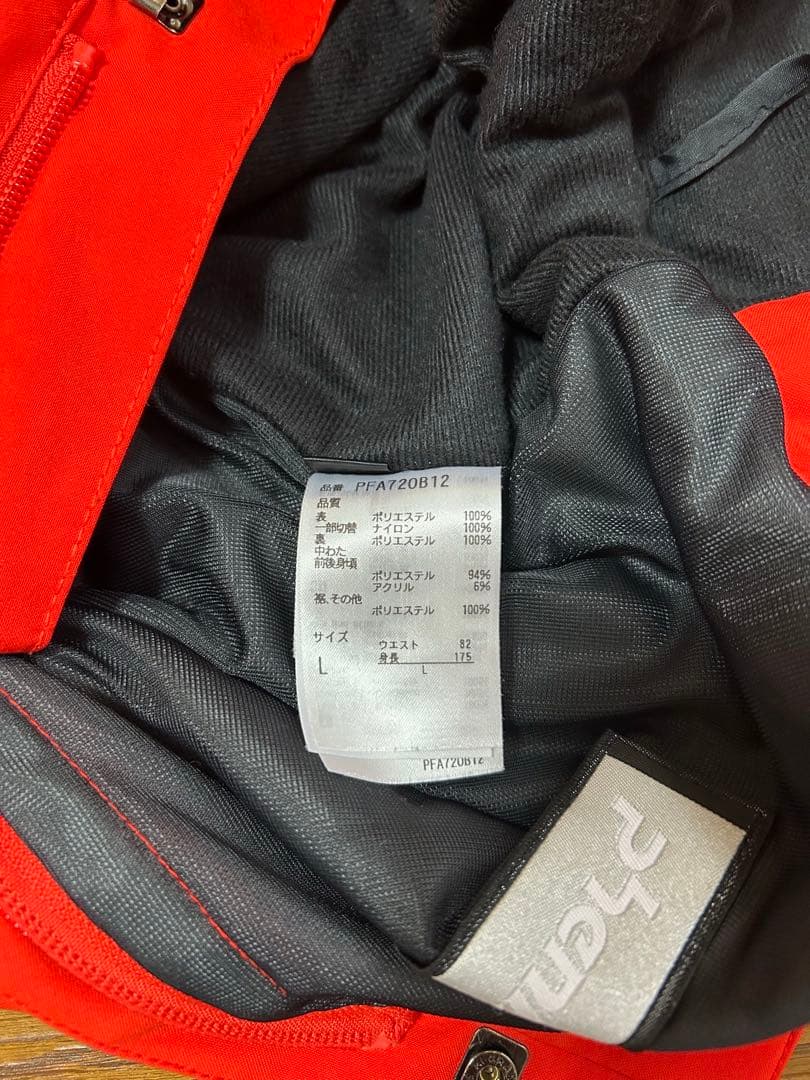 品番 PFA720B12
品質
表 ポリエステル 100%
一部切替 ナイロン 100%
裏 ポリエステル 100%
中わた
前後身頃
ポリエステル 94%
アクリル 6%
裾、その他
ポリエステル 100%
サイズ
ウエスト 82
身長 175
L L
PFA720B12
phen